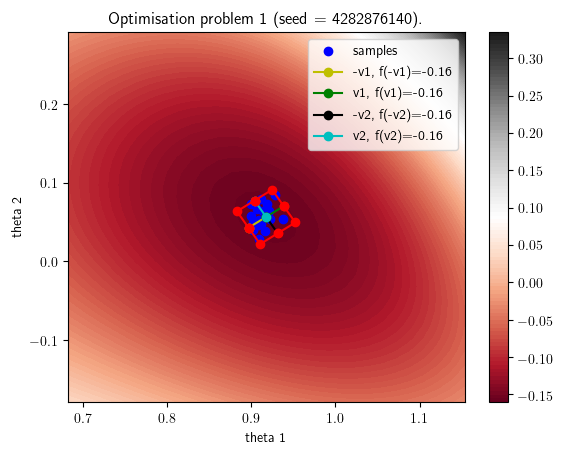 Optimisation problem 1 (seed = 4282876140).
samples
-v1, f(-v1)=-0.16
v1, f(v1)=-0.16
-v2, f(-v2)=-0.16
v2, f(v2)=-0.16
theta 2
0.2
0.1
0.0
−0.1
0.7
0.8
0.9
1.0
1.1
theta 1
0.30
0.25
0.20
0.15
0.10
0.05
0.00
−0.05
−0.10
−0.15